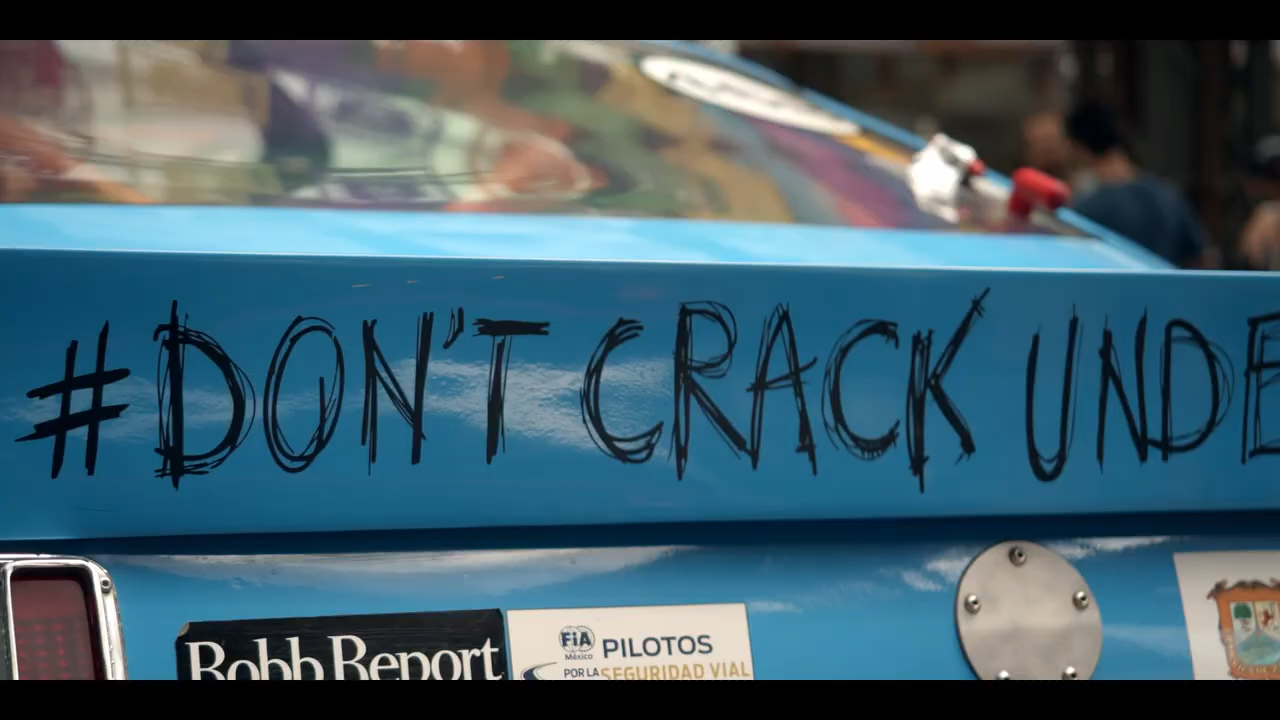 #DON'T CRACK UNDE
Robb Report
FiA
México
PILOTOS
POR LA SEGURIDAD VIAL